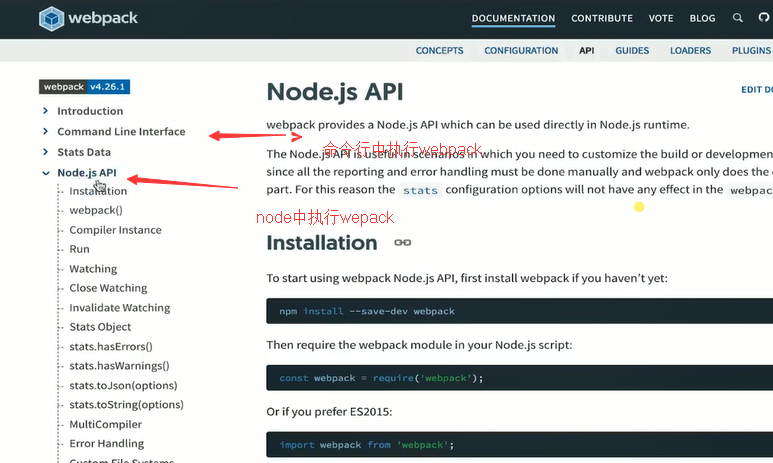 webpack
DOCUMENTATION CONTRIBUTE VOTE BLOG
CONCEPTS CONFIGURATION API GUIDES LOADERS PLUGINS
webpack v4.26.1
Introduction
Command Line Interface
Stats Data
Node.js API
Installation
webpack()
Compiler Instance
Run
Watching
Close Watching
Invalidate Watching
Stats Object
stats.hasErrors()
stats.hasWarnings()
stats.toJson(options)
stats.toString(options)
MultiCompiler
Error Handling
Custom File Systems
Node.js API
EDIT DO
webpack provides a Node.js API which can be used directly in Node.js runtime.
命令行中执行webpack
The Node.js API is useful in scenarios in which you need to customize the build or developmen
since all the reporting and error handling must be done manually and webpack only does the
part. For this reason the stats configuration options will not have any effect in the webpac
node中执行wepack
Installation
To start using webpack Node.js API, first install webpack if you haven't yet:
npm install --save-dev webpack
Then require the webpack module in your Node.js script:
const webpack = require('webpack');
Or if you prefer ES2015:
import webpack from 'webpack';